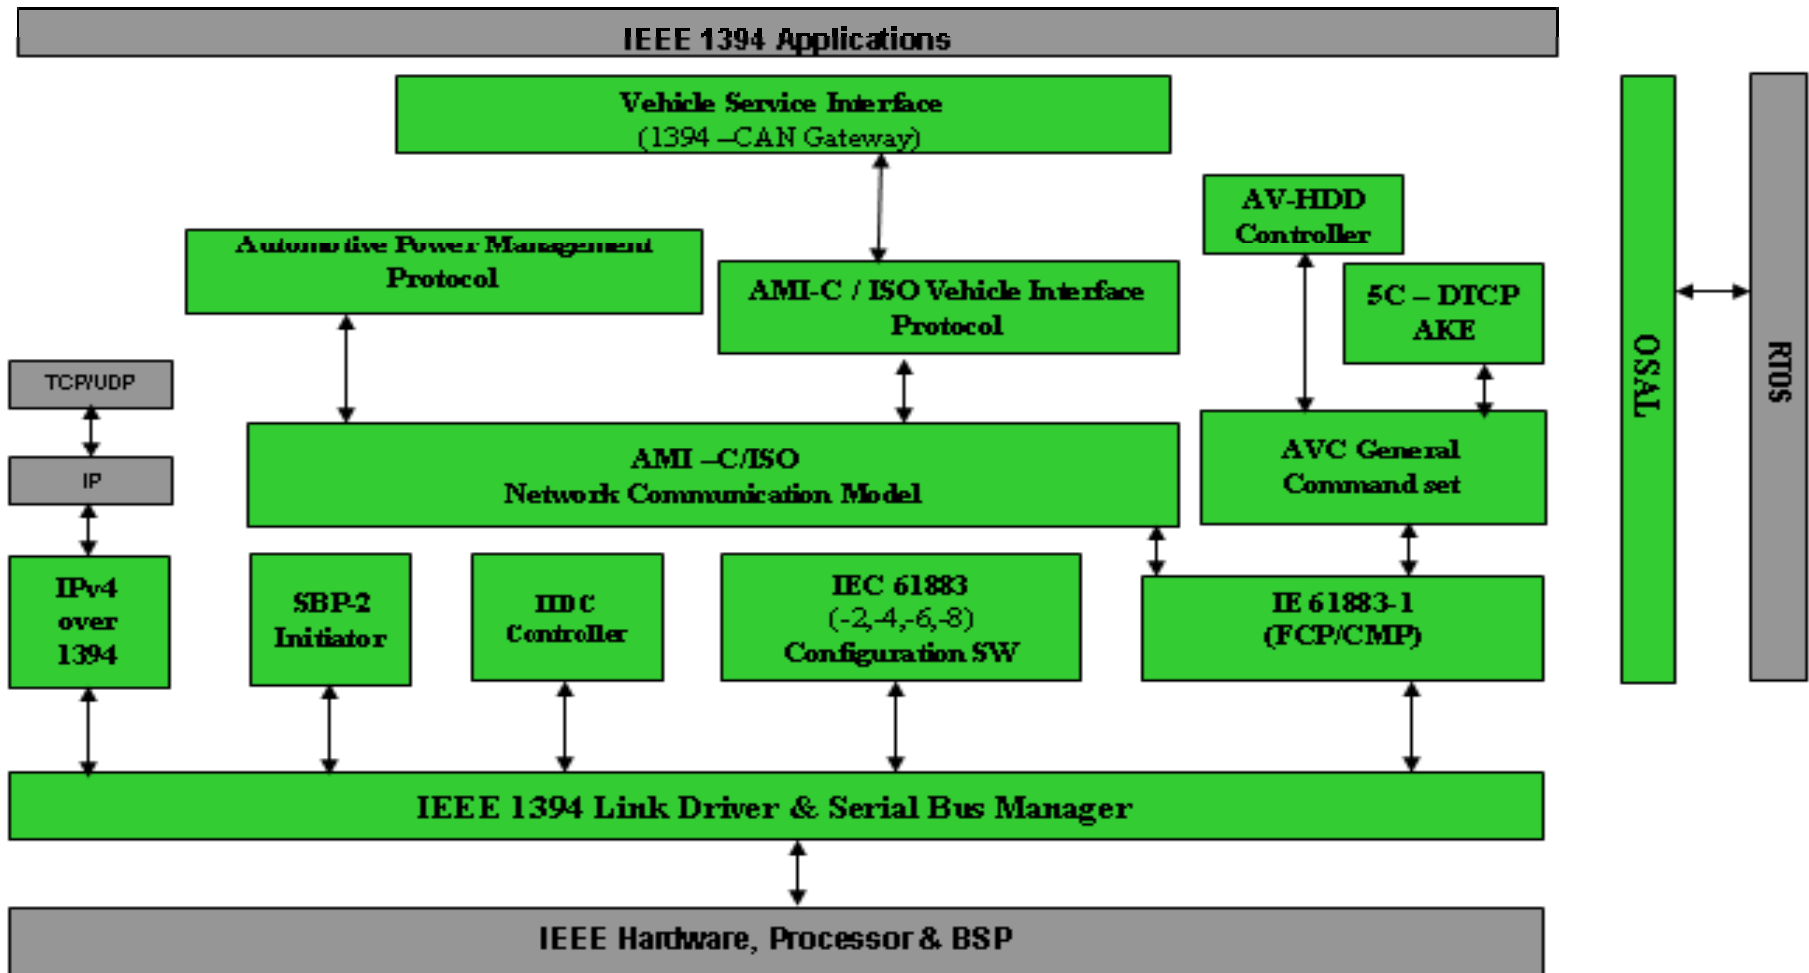 IEEE 1394 Applications
Vehicle Service Interface
(1394 –CAN Gateway)
AV-HDD
Controller
Automotive Power Management
Protocol
AMI-C / ISO Vehicle Interface
Protocol
5C – DTCP
AKE
OSAL
RTOS
TCP/UDP
IP
AMI –C/ISO
Network Communication Model
AVC General
Command set
IPv4
over
1394
SBP-2
Initiator
IIDC
Controller
IEC 61883
(-2,-4,-6,-8)
Configuration SW
IE 61883-1
(FCP/CMP)
IEEE 1394 Link Driver & Serial Bus Manager
IEEE Hardware, Processor & BSP